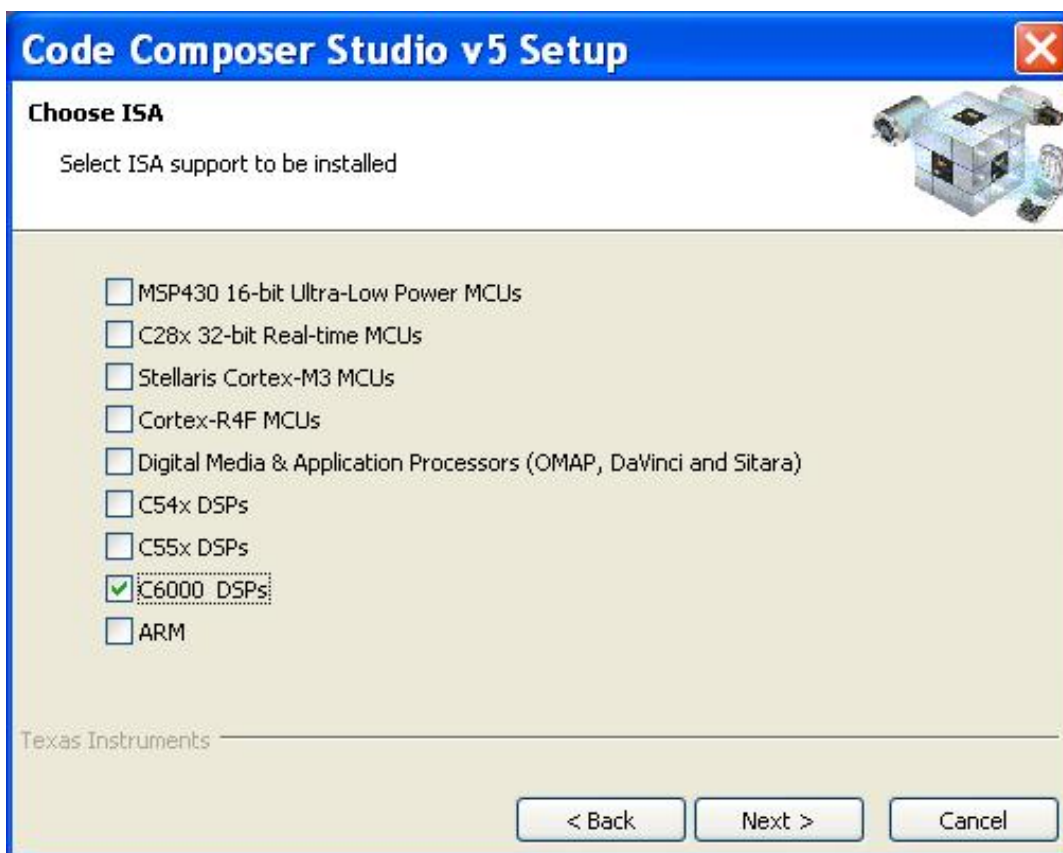 Code Composer Studio v5 Setup
Choose ISA
Select ISA support to be installed
MSP430 16-bit Ultra-Low Power MCUs
C28x 32-bit Real-time MCUs
Stellaris Cortex-M3 MCUs
Cortex-R4F MCUs
Digital Media & Application Processors (OMAP, DaVinci and Sitara)
C54x DSPs
C55x DSPs
C6000 DSPs
ARM
Texas Instruments
< Back Next > Cancel